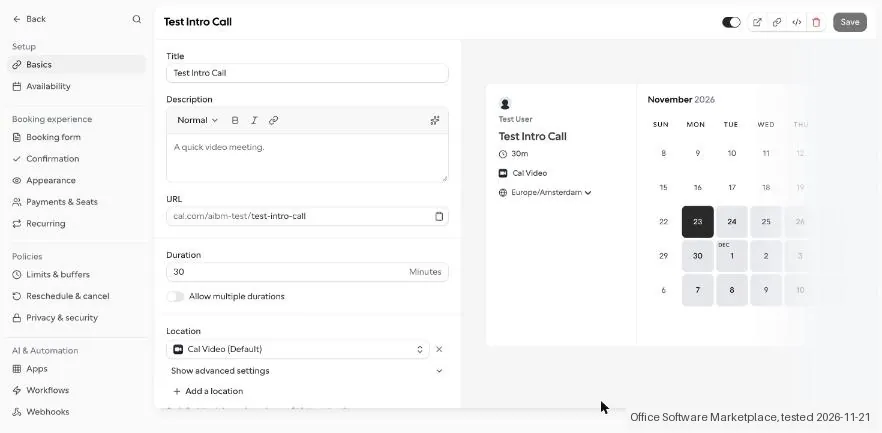 Back
Setup
Basics
Availability
Booking experience
Booking form
Confirmation
Appearance
Payments & Seats
Recurring
Policies
Limits & buffers
Reschedule & cancel
Privacy & security
AI & Automation
Apps
Workflows
Webhooks
Test Intro Call
Save
Title
Test Intro Call
Description
Normal B I
A quick video meeting.
URL
cal.com/aibm-test/test-intro-call
Duration
30 Minutes
Allow multiple durations
Location
Cal Video (Default)
Show advanced settings
Add a location
Test User
Test Intro Call
30m
Cal Video
Europe/Amsterdam
November 2026
SUN MON TUE WED THU
8 9 10 11 12
15 16 17 18 19
22 23 24 25 26
DEC
29 30 1 2 3
6 7 8 9 10
Office Software Marketplace, tested 2026-11-21